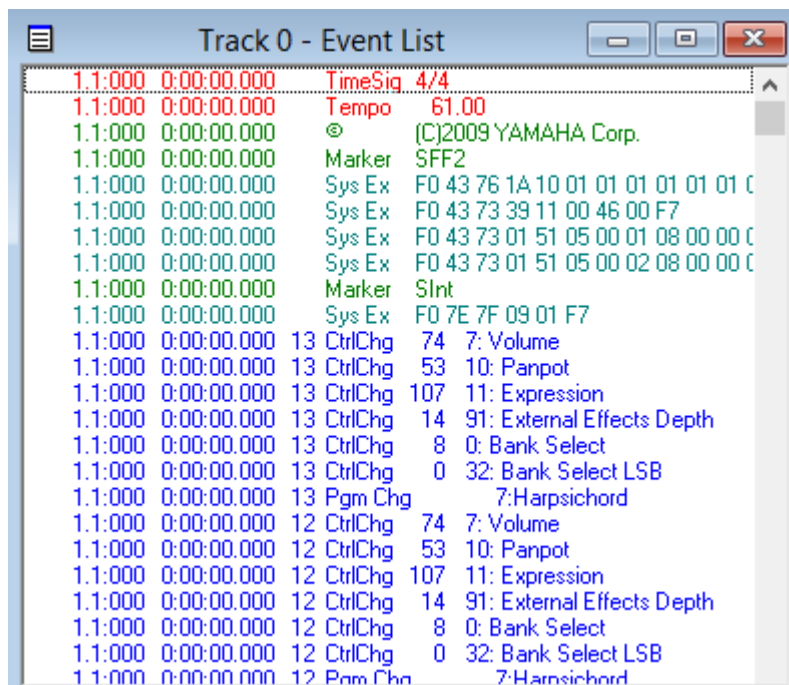 Track 0 - Event List
1.1:000 0:00:00.000 TimeSig 4/4
1.1:000 0:00:00.000 Tempo 61.00
1.1:000 0:00:00.000 © (C)2009 YAMAHA Corp.
1.1:000 0:00:00.000 Marker SFF2
1.1:000 0:00:00.000 Sys Ex F0 43 76 1A 10 01 01 01 01 01 01
1.1:000 0:00:00.000 Sys Ex F0 43 73 39 11 00 46 00 F7
1.1:000 0:00:00.000 Sys Ex F0 43 73 01 51 05 00 01 08 00 00
1.1:000 0:00:00.000 Sys Ex F0 43 73 01 51 05 00 02 08 00 00
1.1:000 0:00:00.000 Marker SInt
1.1:000 0:00:00.000 Sys Ex F0 7E 7F 09 01 F7
1.1:000 0:00:00.000 13 CtrlChg 74 7: Volume
1.1:000 0:00:00.000 13 CtrlChg 53 10: Panpot
1.1:000 0:00:00.000 13 CtrlChg 107 11: Expression
1.1:000 0:00:00.000 13 CtrlChg 14 91: External Effects Depth
1.1:000 0:00:00.000 13 CtrlChg 8 0: Bank Select
1.1:000 0:00:00.000 13 CtrlChg 0 32: Bank Select LSB
1.1:000 0:00:00.000 13 Pgm Chg 7:Harpsichord
1.1:000 0:00:00.000 12 CtrlChg 74 7: Volume
1.1:000 0:00:00.000 12 CtrlChg 53 10: Panpot
1.1:000 0:00:00.000 12 CtrlChg 107 11: Expression
1.1:000 0:00:00.000 12 CtrlChg 14 91: External Effects Depth
1.1:000 0:00:00.000 12 CtrlChg 8 0: Bank Select
1.1:000 0:00:00.000 12 CtrlChg 0 32: Bank Select LSB
1.1:000 0:00:00.000 12 Pgm Chg 7:Harpsichord